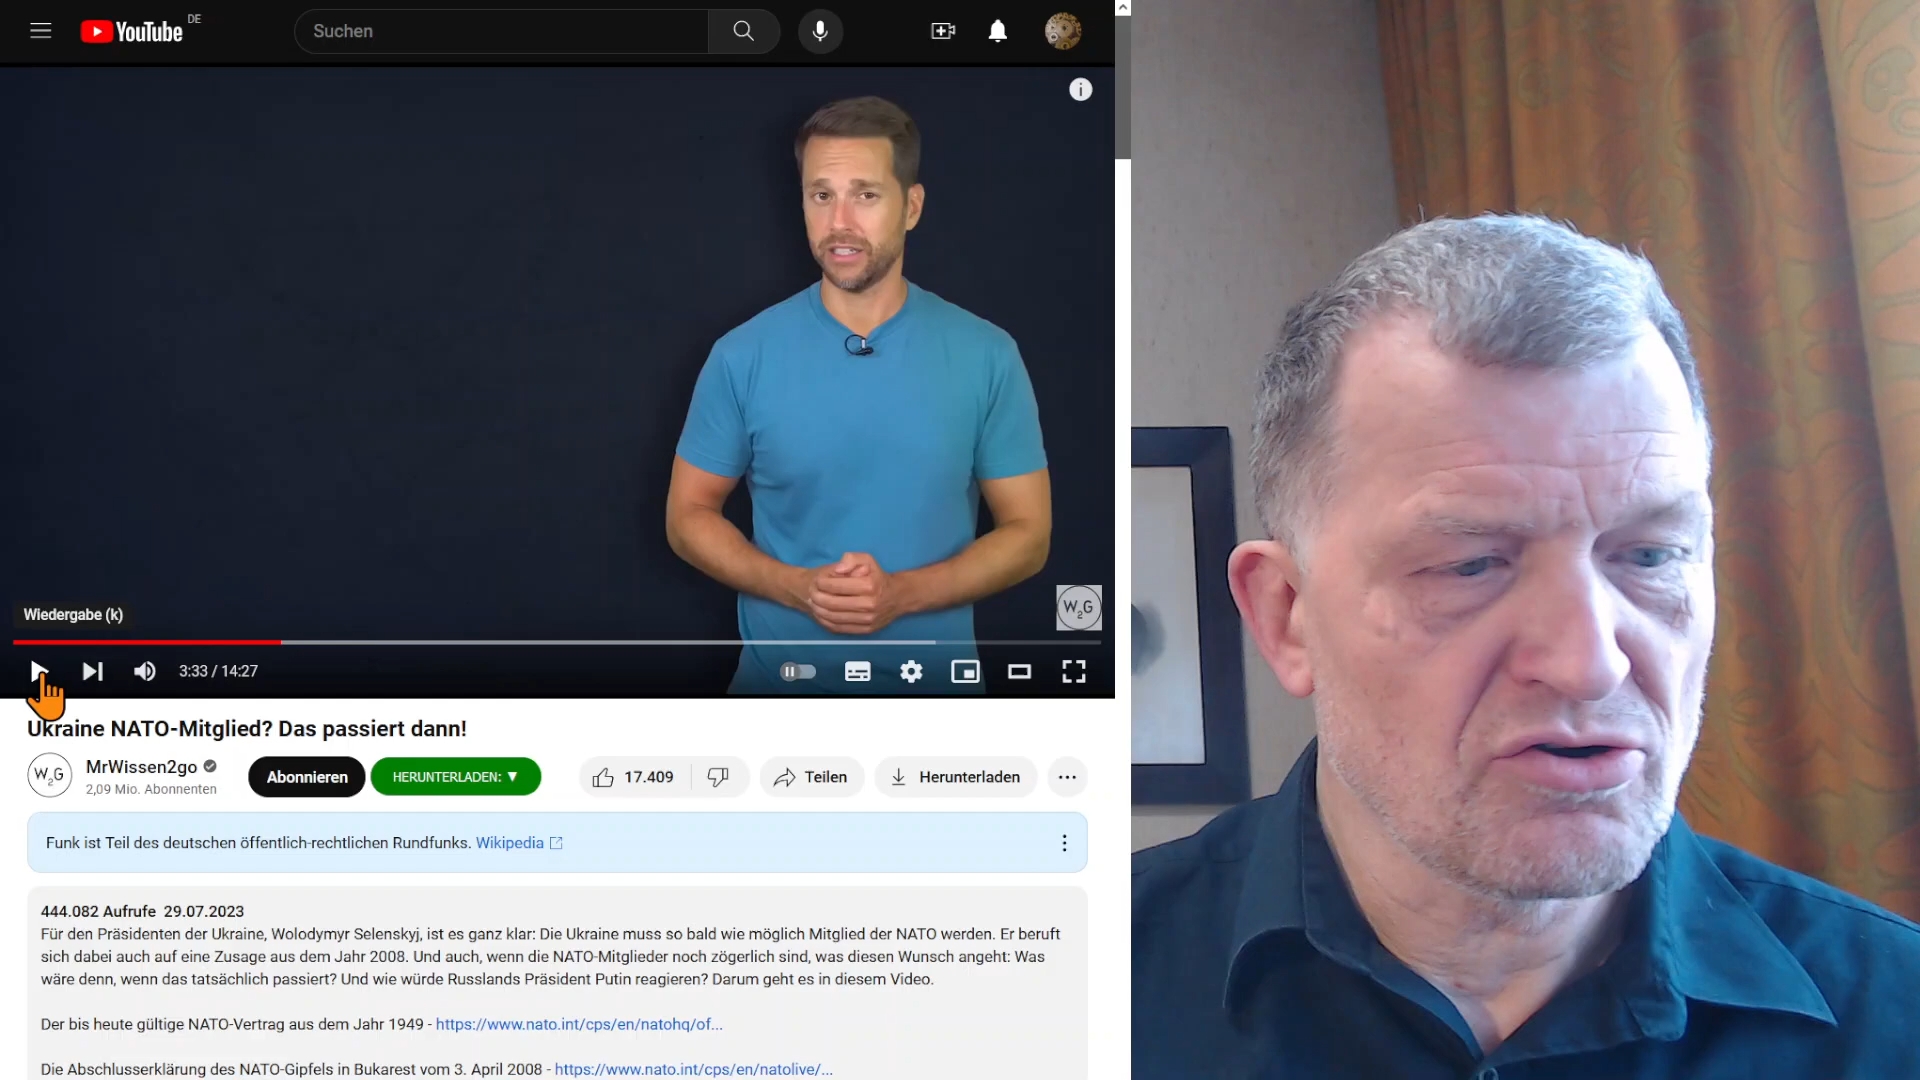 YouTube DE
Suchen
i
Wiedergabe (k)
W2G
3:33 / 14:27
Ukraine NATO-Mitglied? Das passiert dann!
W2G
MrWissen2go
2,09 Mio. Abonnenten
Abonnieren
HERUNTERLADEN: ▼
17.409
Teilen
Herunterladen
Funk ist Teil des deutschen öffentlich-rechtlichen Rundfunks. Wikipedia
444.082 Aufrufe 29.07.2023
Für den Präsidenten der Ukraine, Wolodymyr Selenskyj, ist es ganz klar: Die Ukraine muss so bald wie möglich Mitglied der NATO werden. Er beruft
sich dabei auch auf eine Zusage aus dem Jahr 2008. Und auch, wenn die NATO-Mitglieder noch zögerlich sind, was diesen Wunsch angeht: Was
wäre denn, wenn das tatsächlich passiert? Und wie würde Russlands Präsident Putin reagieren? Darum geht es in diesem Video.
Der bis heute gültige NATO-Vertrag aus dem Jahr 1949 - https://www.nato.int/cps/en/natohq/of...
Die Abschlusserklärung des NATO-Gipfels in Bukarest vom 3. April 2008 - https://www.nato.int/cps/en/natolive/...